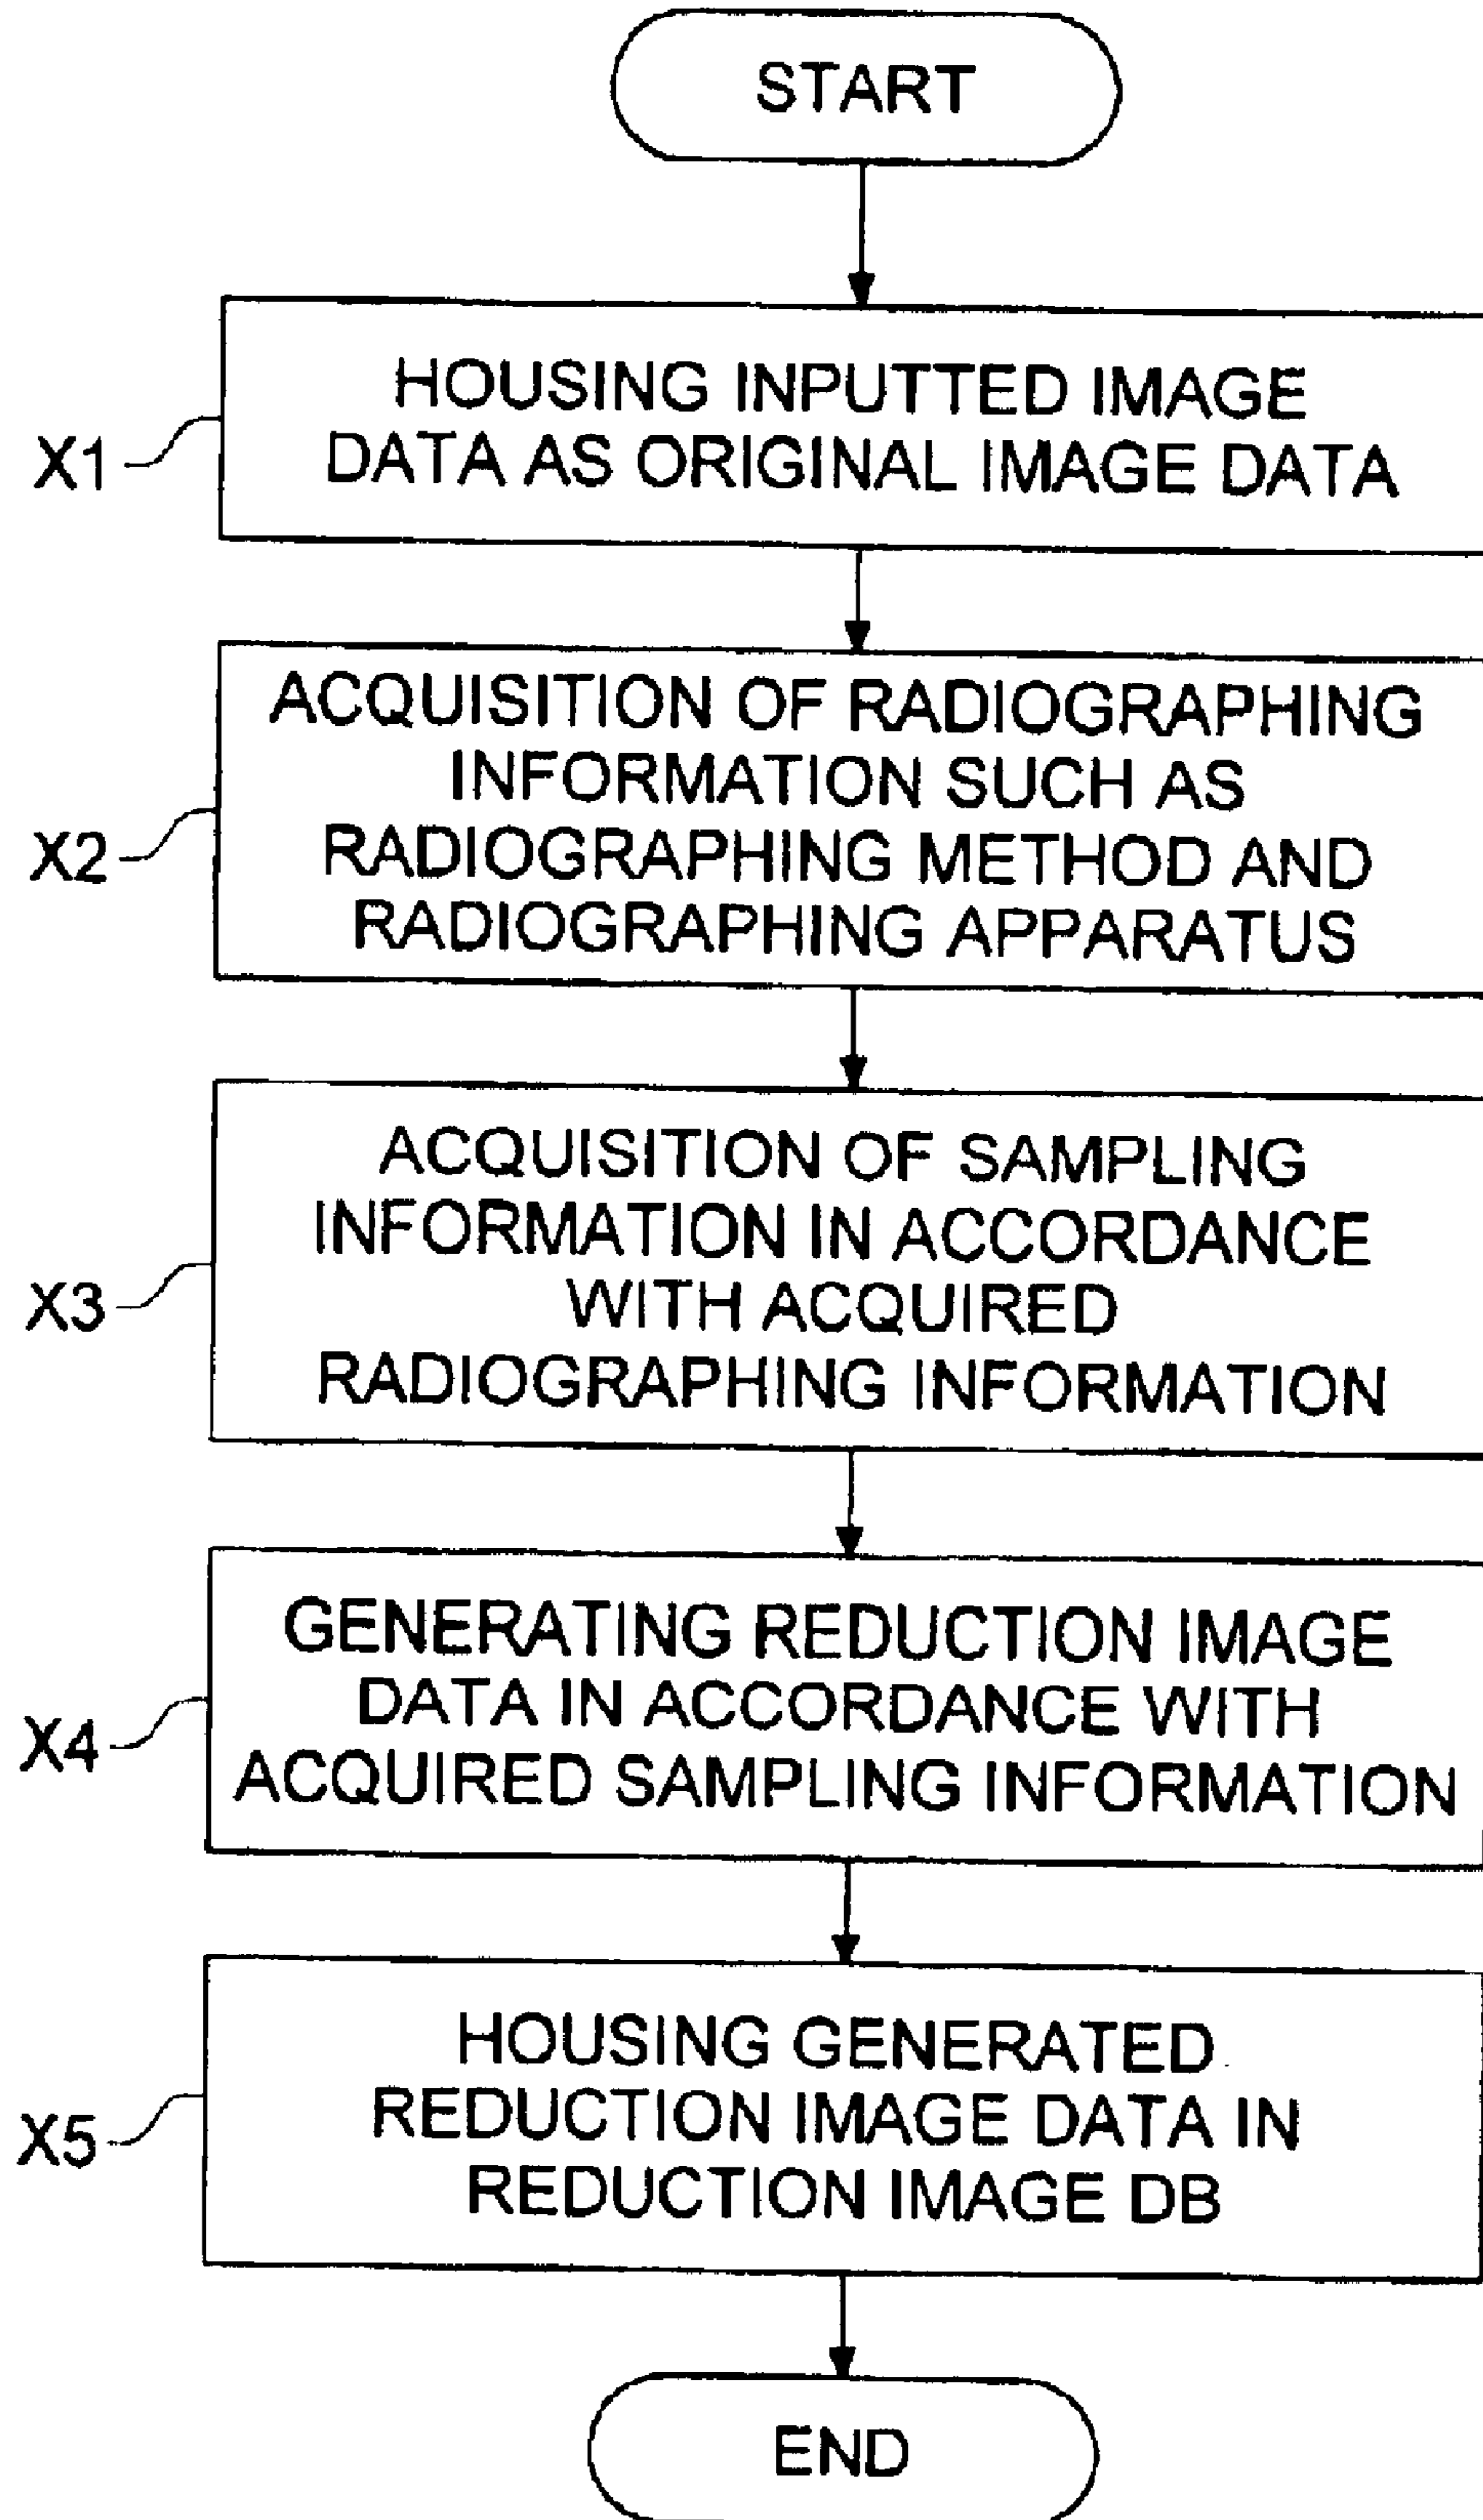 START
HOUSING INPUTTED IMAGE
DATA AS ORIGINAL IMAGE DATA
X1
ACQUISITION OF RADIOGRAPHING
INFORMATION SUCH AS
RADIOGRAPHING METHOD AND
RADIOGRAPHING APPARATUS
X2
ACQUISITION OF SAMPLING
INFORMATION IN ACCORDANCE
WITH ACQUIRED
RADIOGRAPHING INFORMATION
X3
GENERATING REDUCTION IMAGE
DATA IN ACCORDANCE WITH
ACQUIRED SAMPLING INFORMATION
X4
HOUSING GENERATED
REDUCTION IMAGE DATA IN
REDUCTION IMAGE DB
X5
END